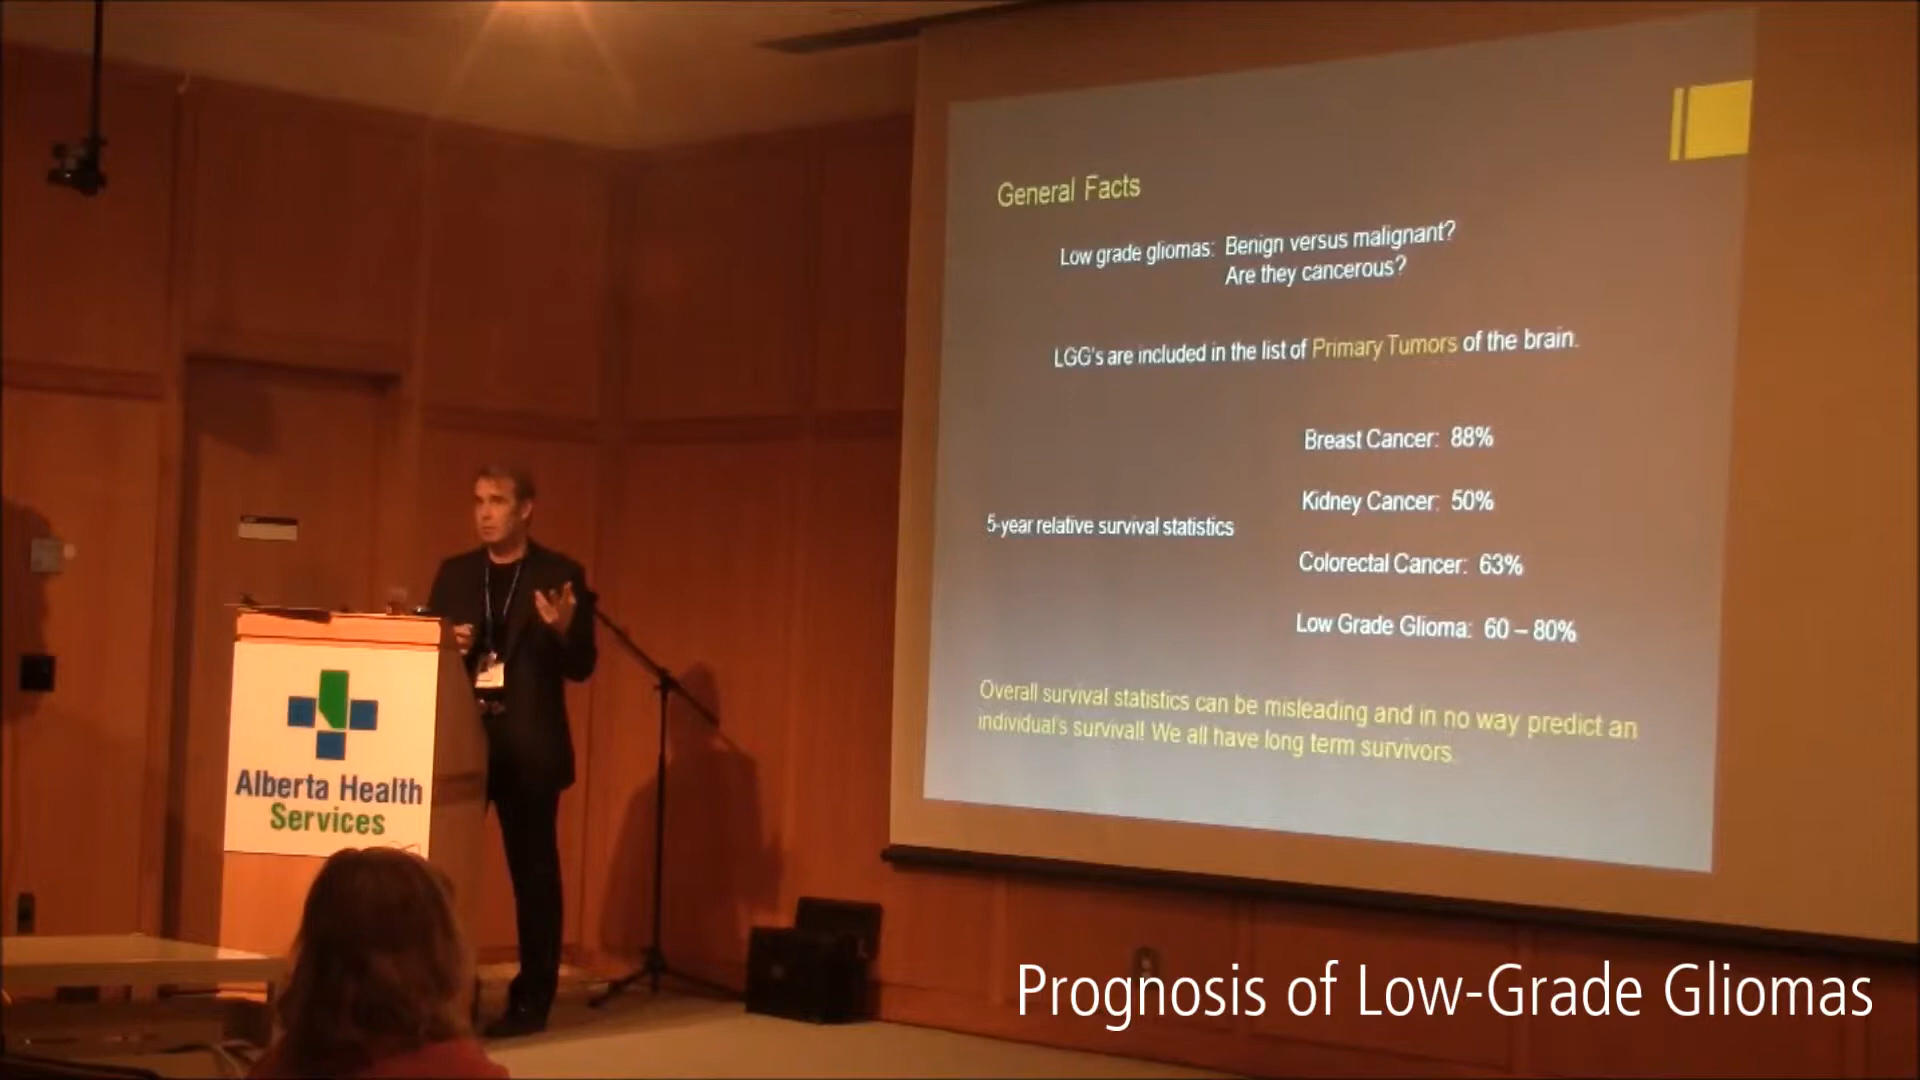 General Facts
Low grade gliomas: Benign versus malignant?
Are they cancerous?
LGG's are included in the list of Primary Tumors of the brain.
Breast Cancer: 88%
Kidney Cancer: 50%
5-year relative survival statistics
Colorectal Cancer: 63%
Low Grade Glioma: 60 – 80%
Overall survival statistics can be misleading and in no way predict an
individual's survival! We all have long term survivors.
Alberta Health
Services
Prognosis of Low-Grade Gliomas